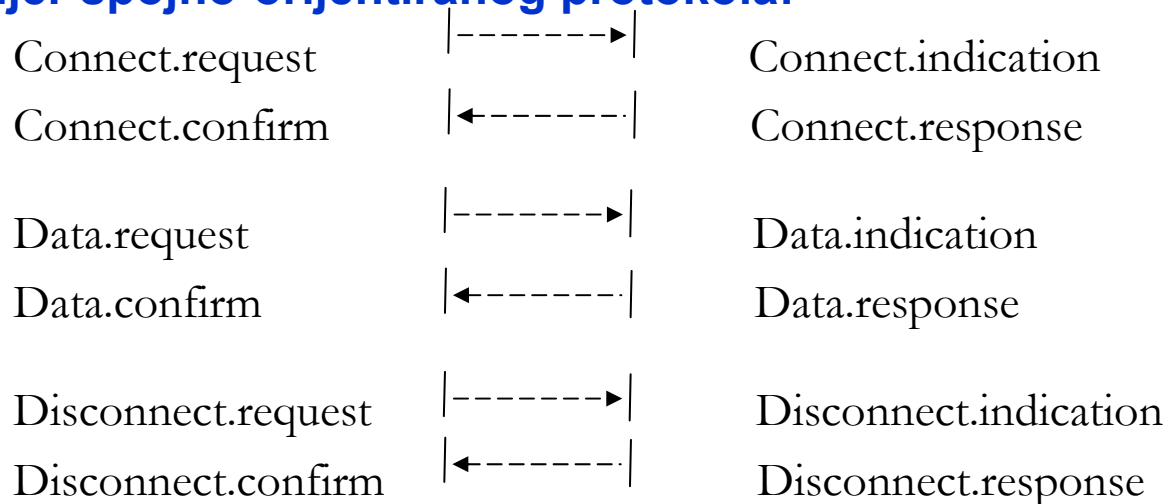 spojno orijentiranog protokola:
Connect.request Connect.indication
Connect.confirm Connect.response
Data.request Data.indication
Data.confirm Data.response
Disconnect.request Disconnect.indication
Disconnect.confirm Disconnect.response